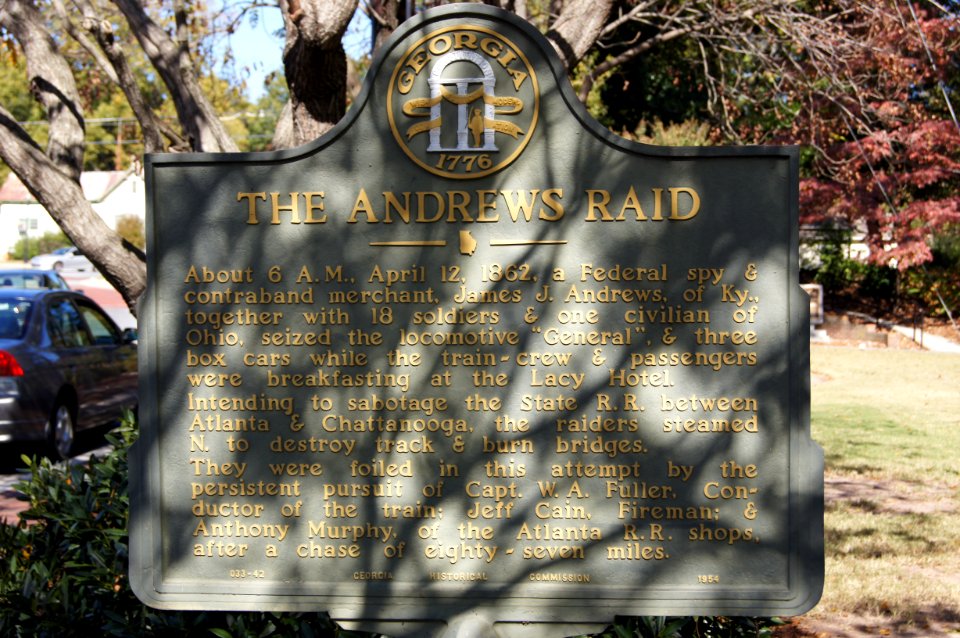 GEORGIA
1776
THE ANDREWS RAID
About 6 A.M., April 12, 1862, a Federal spy &
contraband merchant, James J. Andrews, of Ky.,
together with 18 soldiers & one civilian of
Ohio, seized the locomotive "General", & three
box cars while the train-crew & passengers
were breakfasting at the Lacy Hotel.
Intending to sabotage the State R.R. between
Atlanta & Chattanooga, the raiders steamed
N. to destroy track & burn bridges.
They were foiled in this attempt by the
persistent pursuit of Capt. W.A. Fuller, Con-
ductor of the train; Jeff Cain, Fireman; &
Anthony Murphy, of the Atlanta R.R. shops,
after a chase of eighty-seven miles.
033-42 GEORGIA HISTORICAL COMMISSION 1954